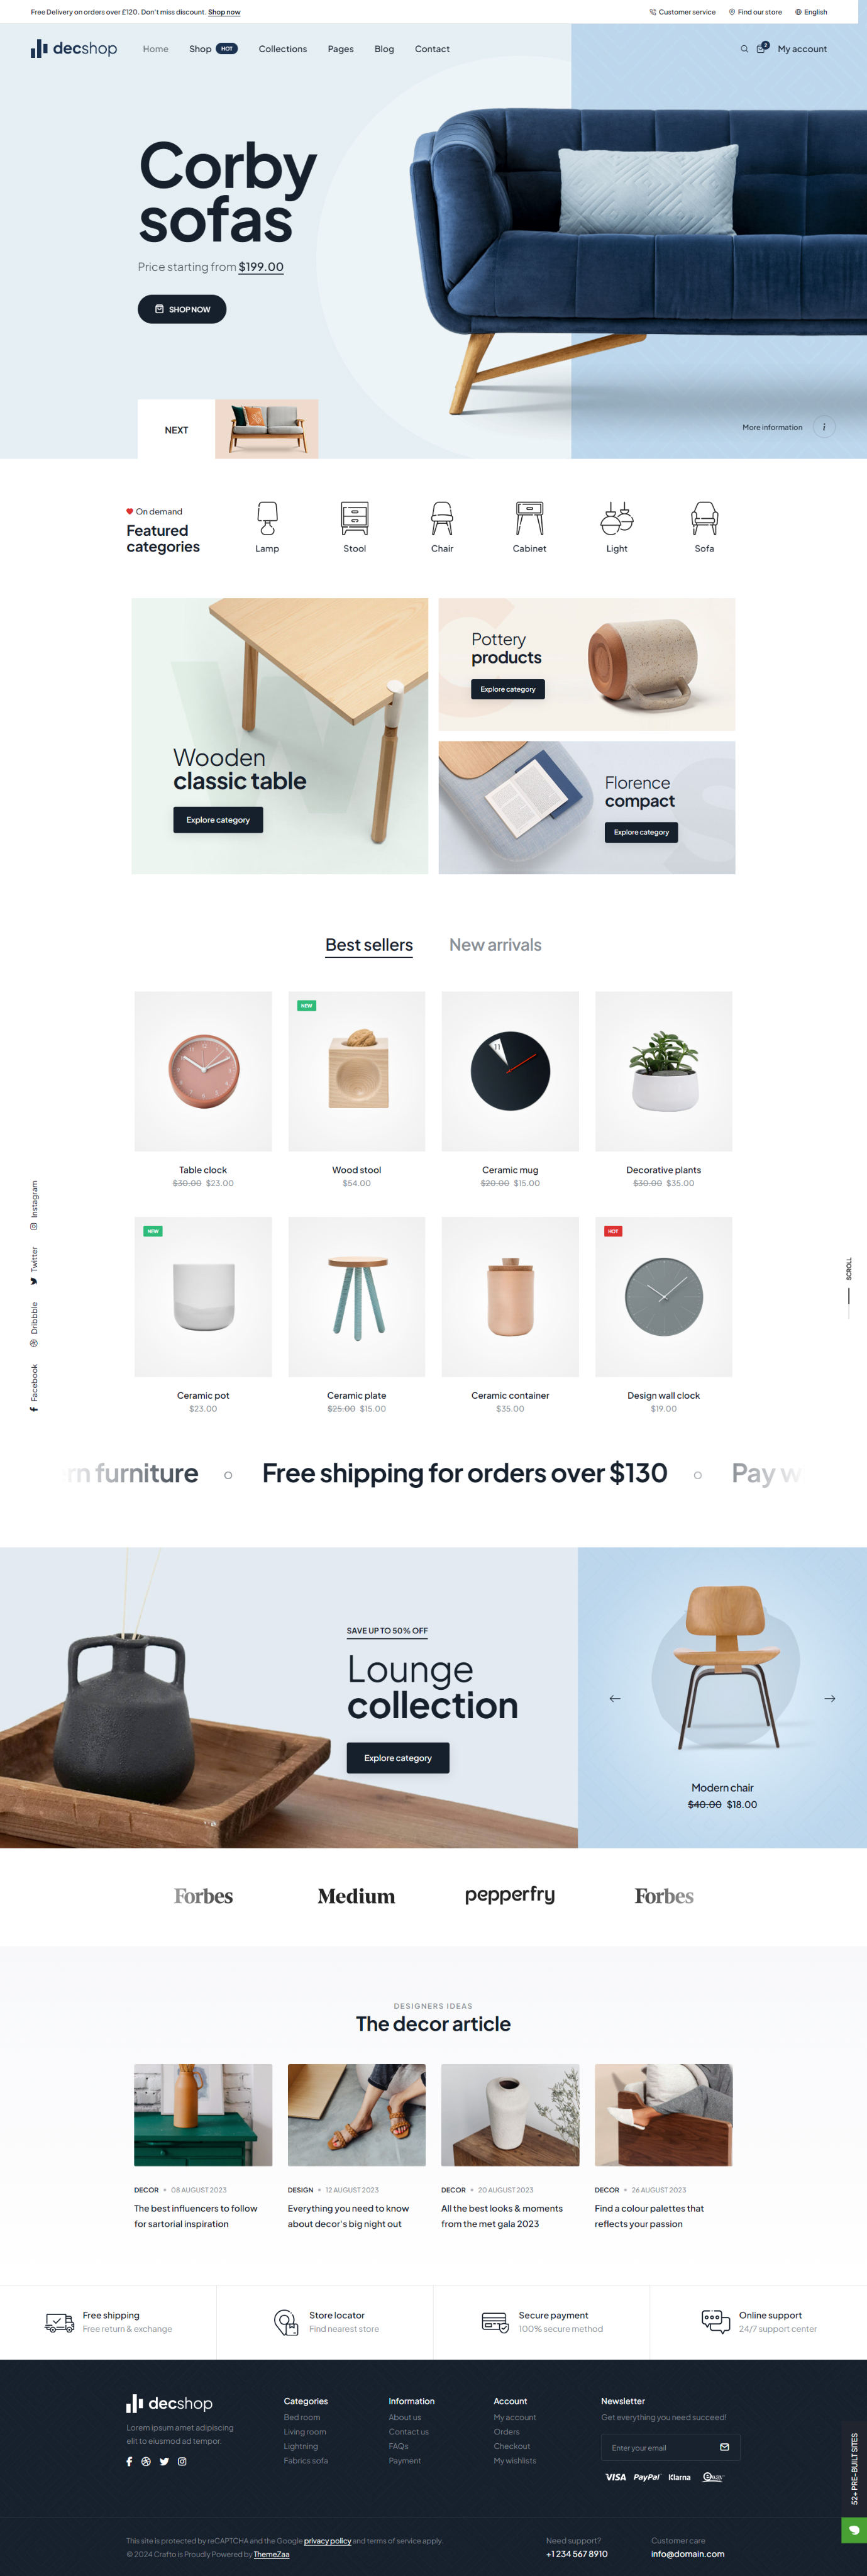 Free Delivery on orders over £120. Don't miss discount. Shop now
Customer service
Find our store
English
decshop
Home
Shop HOT
Collections
Pages
Blog
Contact
2
My account
Corby
sofas
Price starting from $199.00
SHOP NOW
NEXT
More information
i
On demand
Featured
categories
Lamp
Stool
Chair
Cabinet
Light
Sofa
W
Wooden
classic table
Explore category
Pottery
products
Explore category
Florence
compact
Explore category
Best sellers
New arrivals
Table clock
$30.00 $23.00
NEW
Wood stool
$54.00
11
Ceramic mug
$20.00 $15.00
Decorative plants
$30.00 $35.00
NEW
Ceramic pot
$23.00
Ceramic plate
$25.00 $15.00
Ceramic container
$35.00
HOT
Design wall clock
$19.00
Instagram
Twitter
Dribbble
Facebook
SCROLL
rn furniture
Free shipping for orders over $130
Pay w
SAVE UP TO 50% OFF
Lounge
collection
Explore category
Modern chair
$40.00 $18.00
Forbes
Medium
pepperfry
Forbes
DESIGNERS IDEAS
The decor article
DECOR • 08 AUGUST 2023
The best influencers to follow
for sartorial inspiration
DESIGN • 12 AUGUST 2023
Everything you need to know
about decor's big night out
DECOR • 20 AUGUST 2023
All the best looks & moments
from the met gala 2023
DECOR • 26 AUGUST 2023
Find a colour palettes that
reflects your passion
Free shipping
Free return & exchange
Store locator
Find nearest store
Secure payment
100% secure method
Online support
24/7 support center
decshop
Lorem ipsum amet adipiscing
elit to eiusmod ad tempor.
Categories
Bed room
Living room
Lightning
Fabrics sofa
Information
About us
Contact us
FAQs
Payment
Account
My account
Orders
Checkout
My wishlists
Newsletter
Get everything you need succeed!
Enter your email
VISA PayPal Klarna
52+ PRE-BUILT SITES
This site is protected by reCAPTCHA and the Google privacy policy and terms of service apply.
© 2024 Crafto is Proudly Powered by ThemeZaa
Need support?
+1 234 567 8910
Customer care
info@domain.com